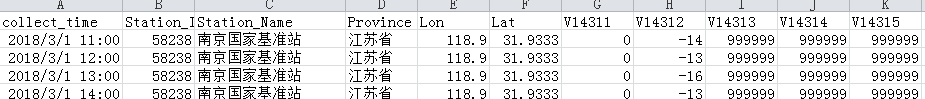 A B C D E F G H I J K
collect_time Station_I Station_Name Province Lon Lat V14311 V14312 V14313 V14314 V14315
2018/3/1 11:00 58238 南京国家基准站 江苏省 118.9 31.9333 0 -14 999999 999999 999999
2018/3/1 12:00 58238 南京国家基准站 江苏省 118.9 31.9333 0 -13 999999 999999 999999
2018/3/1 13:00 58238 南京国家基准站 江苏省 118.9 31.9333 0 -16 999999 999999 999999
2018/3/1 14:00 58238 南京国家基准站 江苏省 118.9 31.9333 0 -13 999999 999999 999999